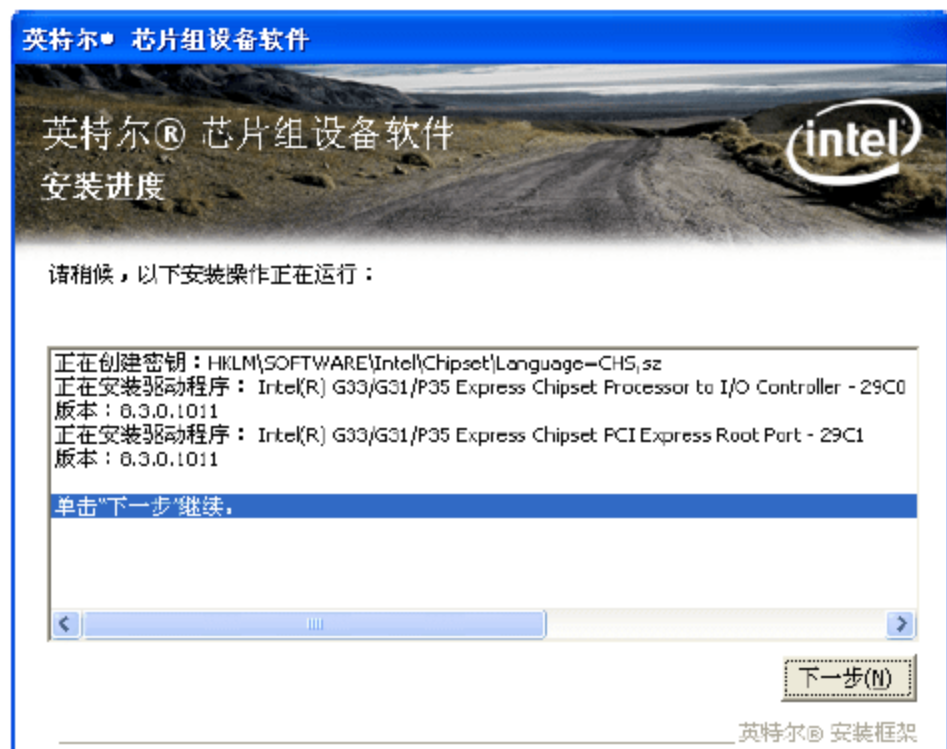 英特尔® 芯片组设备软件
英特尔® 芯片组设备软件
intel
安装进度
请稍候，以下安装操作正在运行：
正在创建密钥：HKLM\SOFTWARE\Intel\Chipset\Language=CHS,sz
正在安装驱动程序： Intel(R) G33/G31/P35 Express Chipset Processor to I/O Controller - 29C0
版本：8.3.0.1011
正在安装驱动程序： Intel(R) G33/G31/P35 Express Chipset PCI Express Root Port - 29C1
版本：8.3.0.1011
单击"下一步"继续。
下一步(N)
英特尔® 安装框架